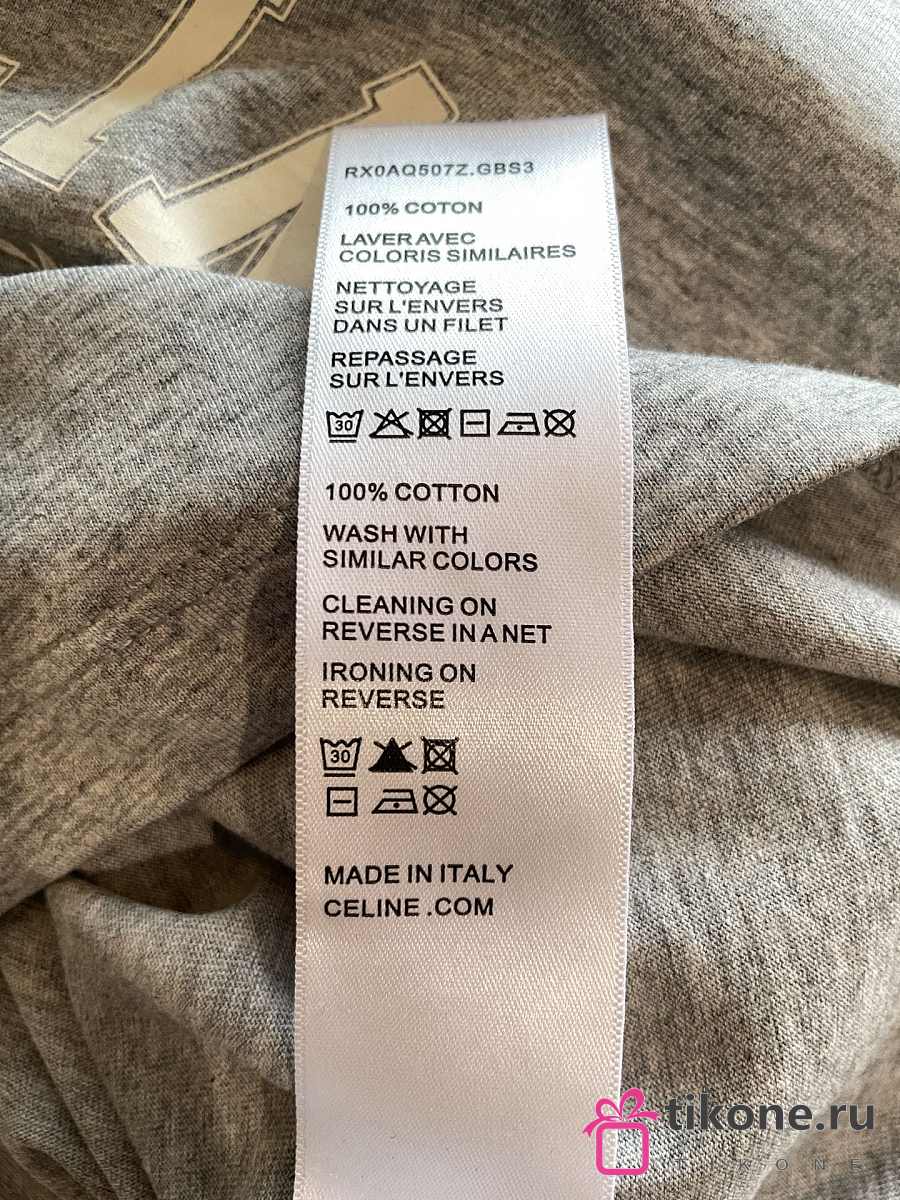 RX0AQ507Z.GBS3
100% COTON
LAVER AVEC
COLORIS SIMILAIRES
NETTOYAGE
SUR L'ENVERS
DANS UN FILET
REPASSAGE
SUR L'ENVERS
30
100% COTTON
WASH WITH
SIMILAR COLORS
CLEANING ON
REVERSE IN A NET
IRONING ON
REVERSE
30
MADE IN ITALY
CELINE .COM
tikone.ru
TIKONE